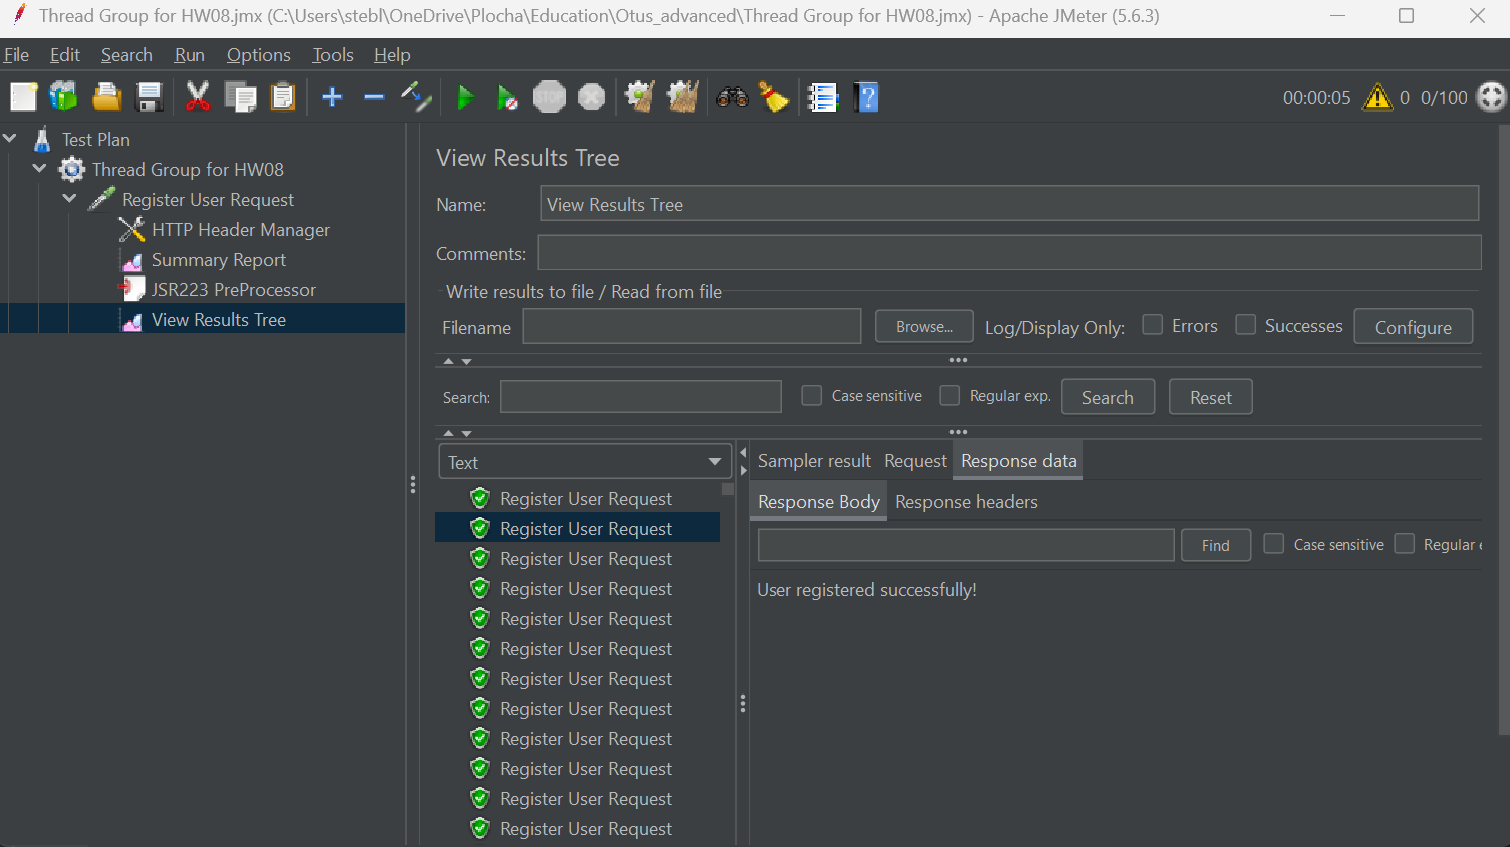 Thread Group for HW08.jmx (C:\Users\stebl\OneDrive\Plocha\Education\Otus_advanced\Thread Group for HW08.jmx) - Apache JMeter (5.6.3)
File Edit Search Run Options Tools Help
STOP 00:00:05 0 0/100
Test Plan
Thread Group for HW08
Register User Request
HTTP Header Manager
Summary Report
JSR223 PreProcessor
View Results Tree
View Results Tree
Name: View Results Tree
Comments:
Write results to file / Read from file
Filename Browse... Log/Display Only: Errors Successes Configure
Search: Case sensitive Regular exp. Search Reset
Text
Register User Request
Register User Request
Register User Request
Register User Request
Register User Request
Register User Request
Register User Request
Register User Request
Register User Request
Register User Request
Register User Request
Register User Request
Sampler result Request Response data
Response Body Response headers
Find Case sensitive Regular e
User registered successfully!